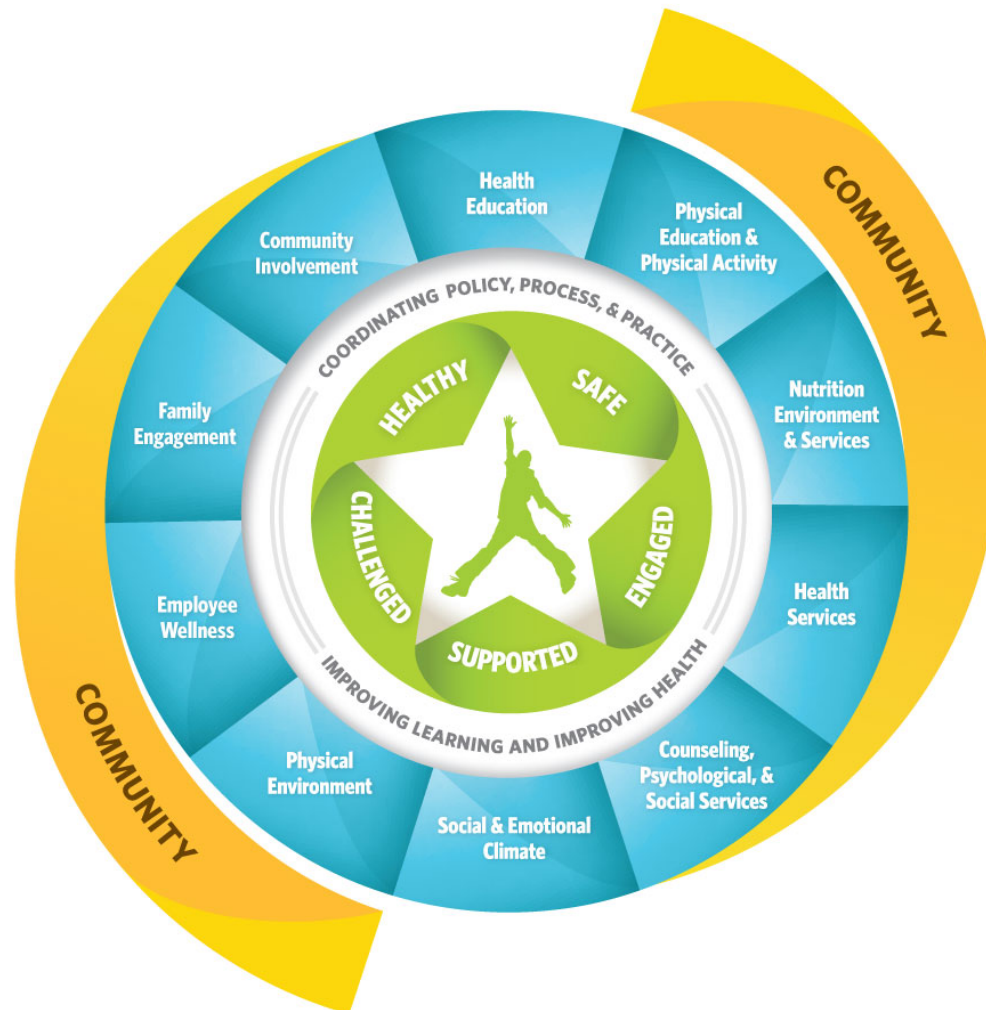 COMMUNITY
Health
Education
Physical
Education &
Physical Activity
Nutrition
Environment
& Services
Health
Services
Counseling,
Psychological, &
Social Services
Social & Emotional
Climate
Physical
Environment
Employee
Wellness
Family
Engagement
Community
Involvement
COORDINATING POLICY, PROCESS, & PRACTICE
IMPROVING LEARNING AND IMPROVING HEALTH
HEALTHY
SAFE
ENGAGED
SUPPORTED
CHALLENGED
COMMUNITY